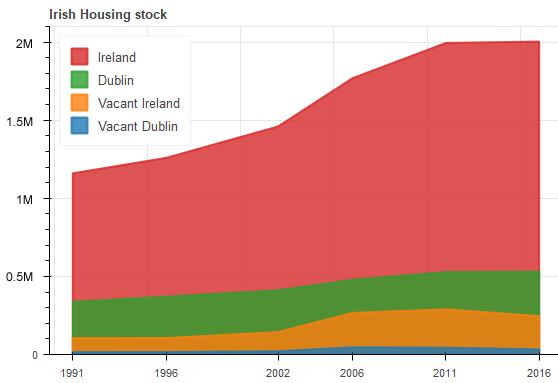 Irish Housing stock
2M
1.5M
1M
0.5M
0
Ireland
Dublin
Vacant Ireland
Vacant Dublin
1991 1996 2002 2006 2011 2016